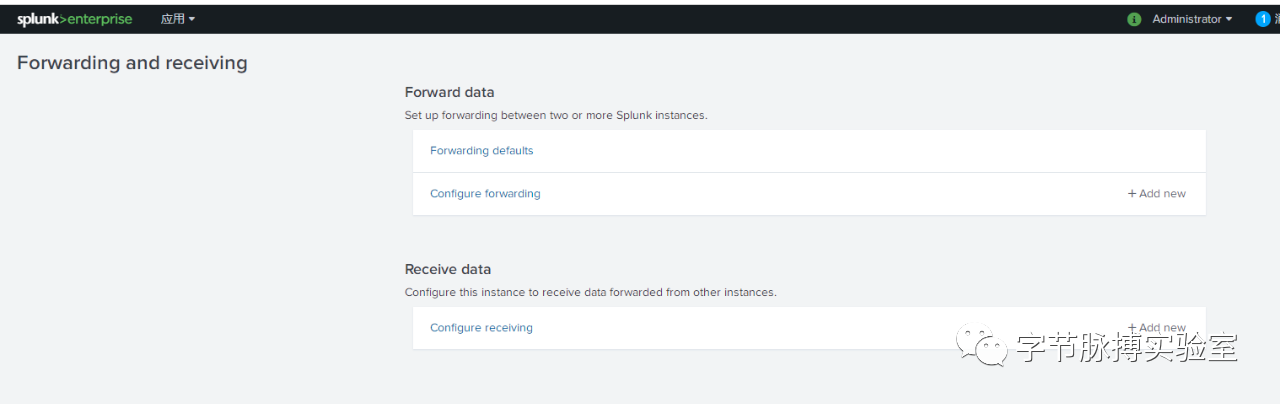 splunk>enterprise 应用 Administrator 1
Forwarding and receiving
Forward data
Set up forwarding between two or more Splunk instances.
Forwarding defaults
Configure forwarding + Add new
Receive data
Configure this instance to receive data forwarded from other instances.
Configure receiving + Add new
字节脉搏实验室